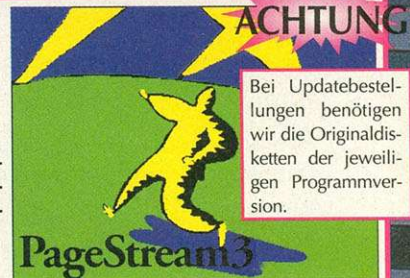 ACHTUNG
Bei Updatebestel-
lungen benötigen
wir die Originaldis-
ketten der jeweili-
gen Programmver-
sion.
PageStream3